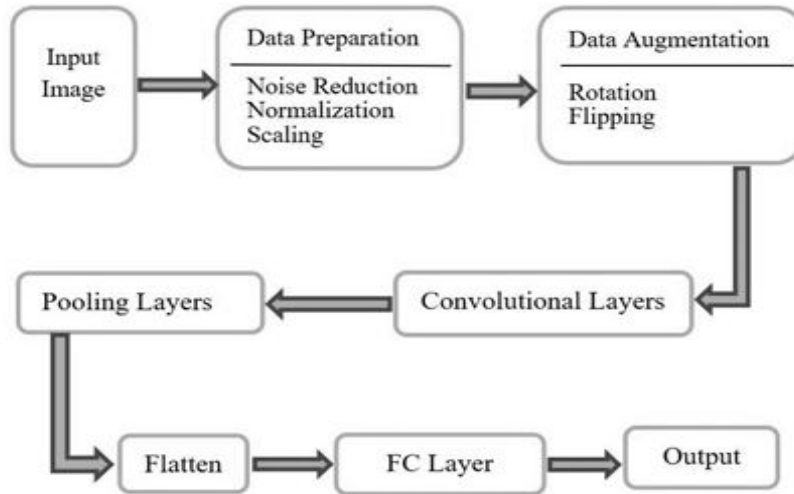 Input
Image
Data Preparation
Noise Reduction
Normalization
Scaling
Data Augmentation
Rotation
Flipping
Convolutional Layers
Pooling Layers
Flatten
FC Layer
Output